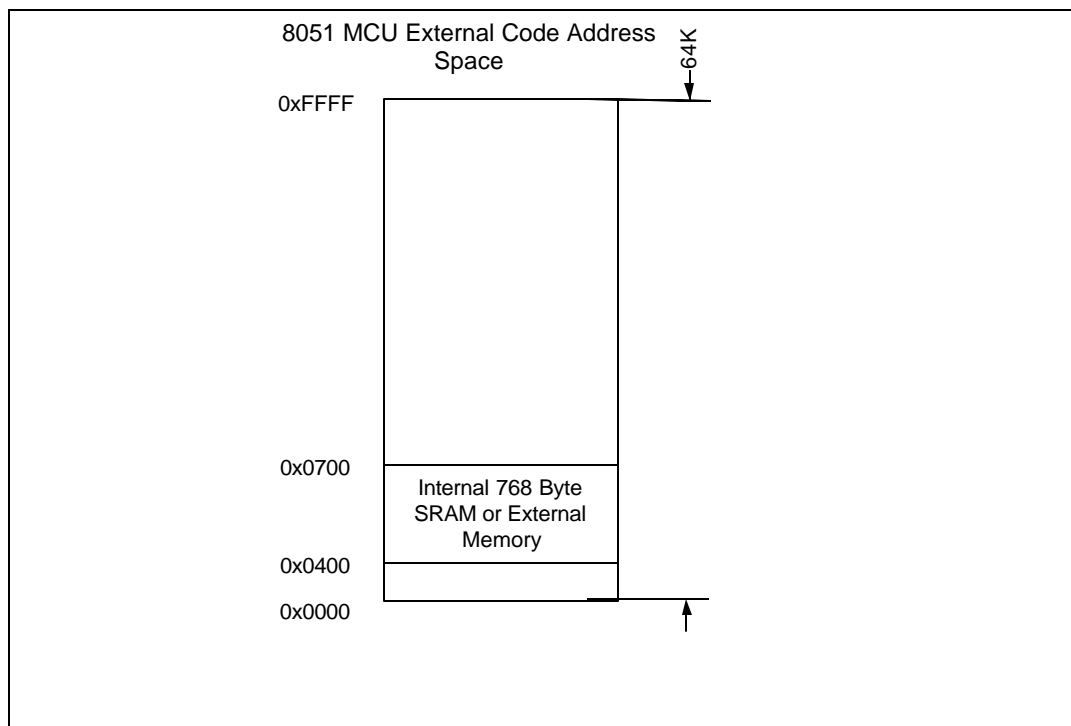 8051 MCU External Code Address
Space
64K
0xFFFF
0x0700
Internal 768 Byte
SRAM or External
Memory
0x0400
0x0000